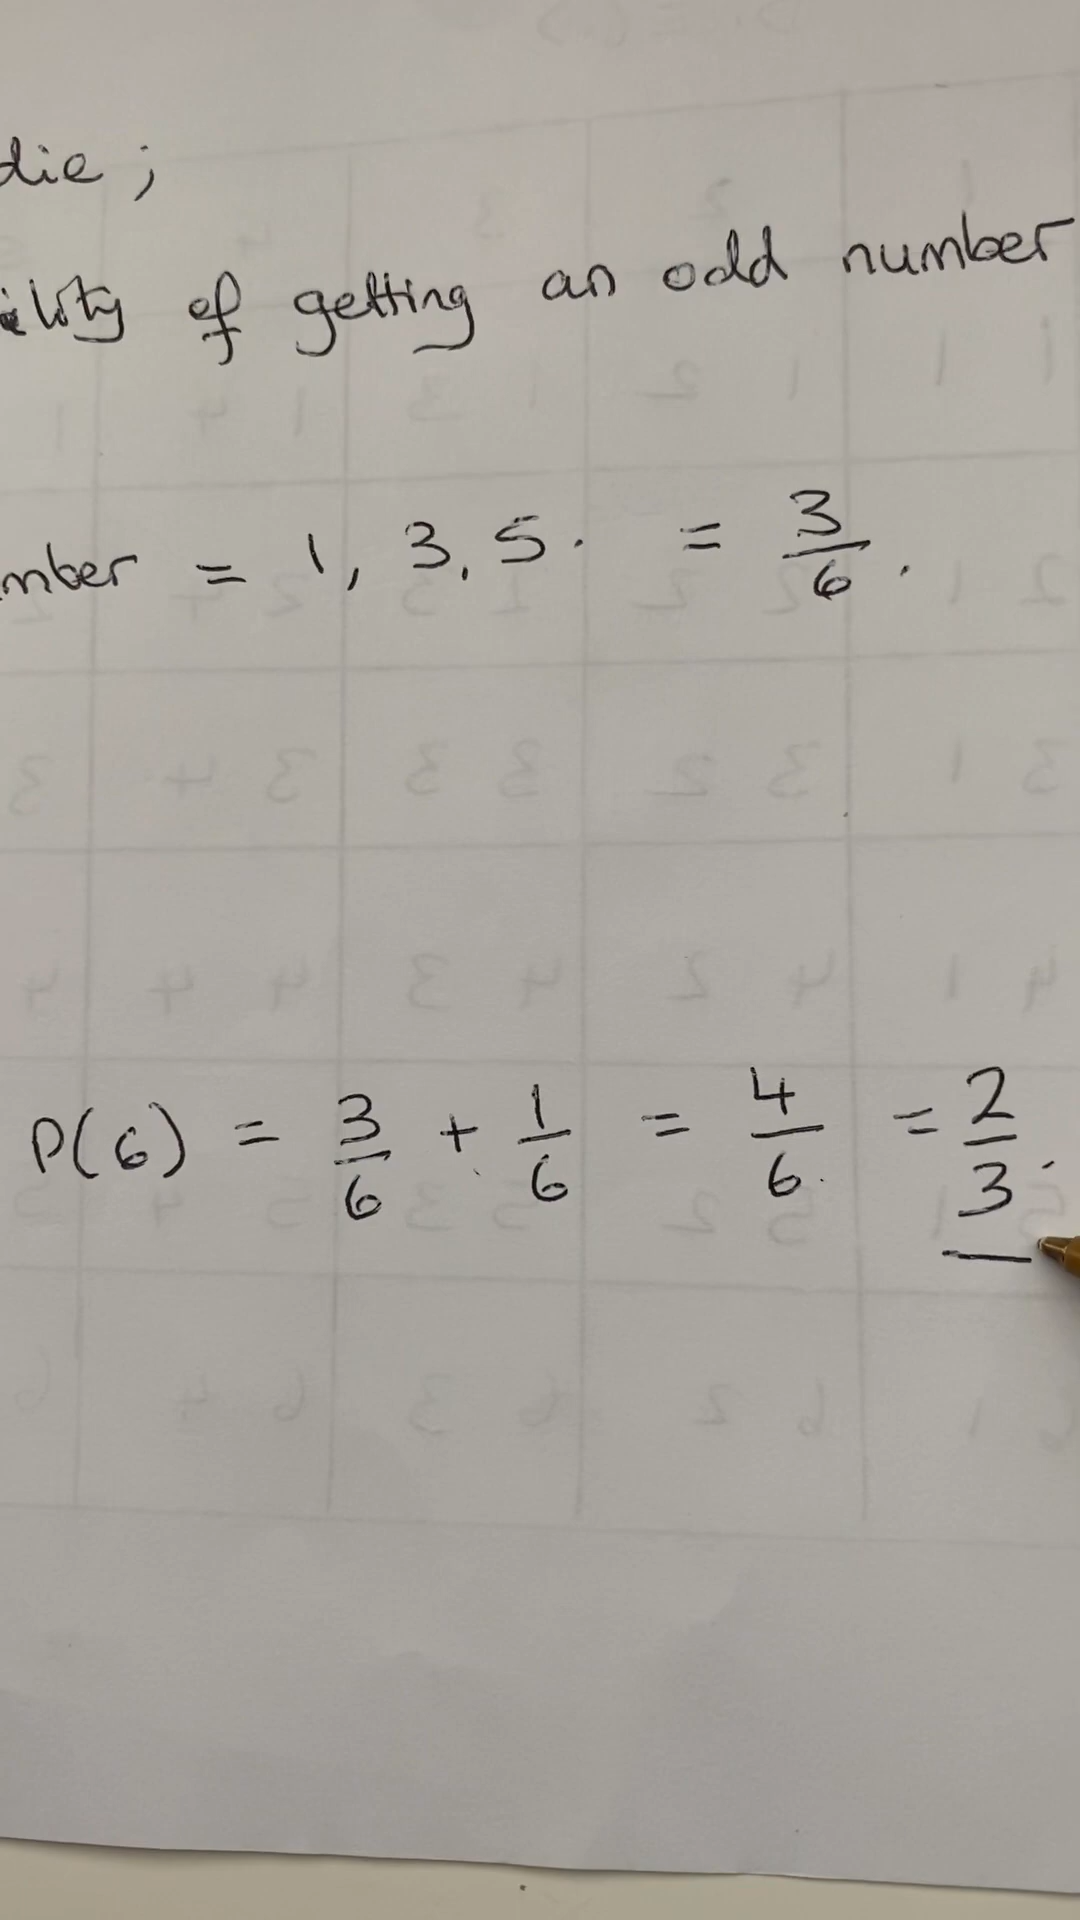 die;
ility of getting an odd number
mber = 1, 3, 5. = 3/6.
P(6) = 3/6 + 1/6 = 4/6. = 2/3.